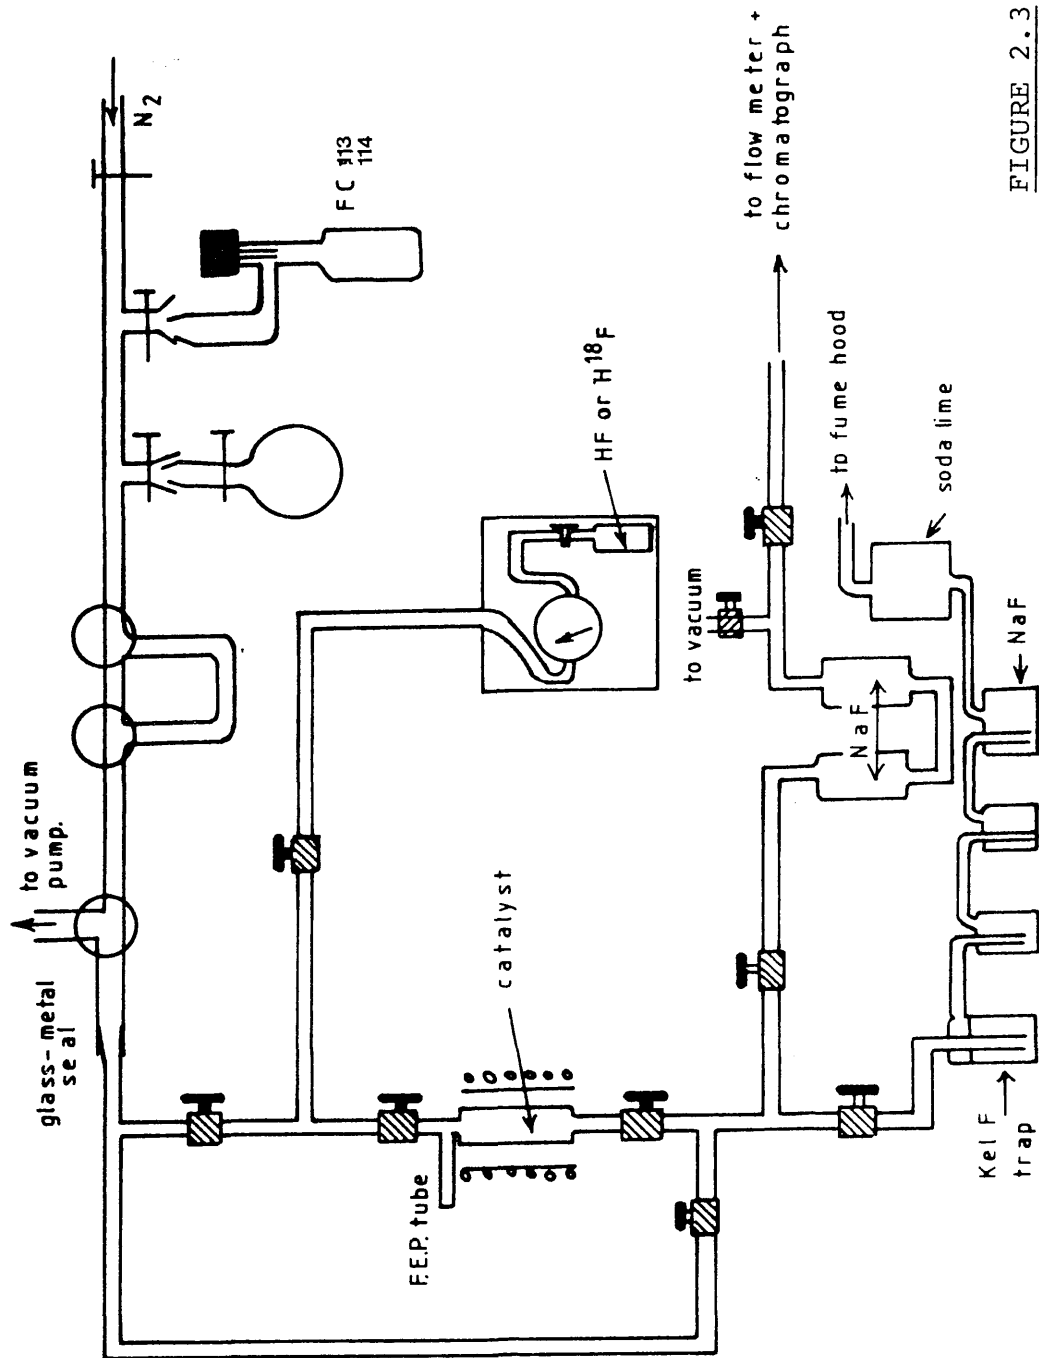 N2
FC 113
114
to vacuum
pump.
glass-metal
seal
HF or H18F
to flow meter +
chromatograph
to vacuum
to fume hood
soda lime
NaF
NaF
catalyst
F.E.P. tube
Kel F
trap
FIGURE 2.3